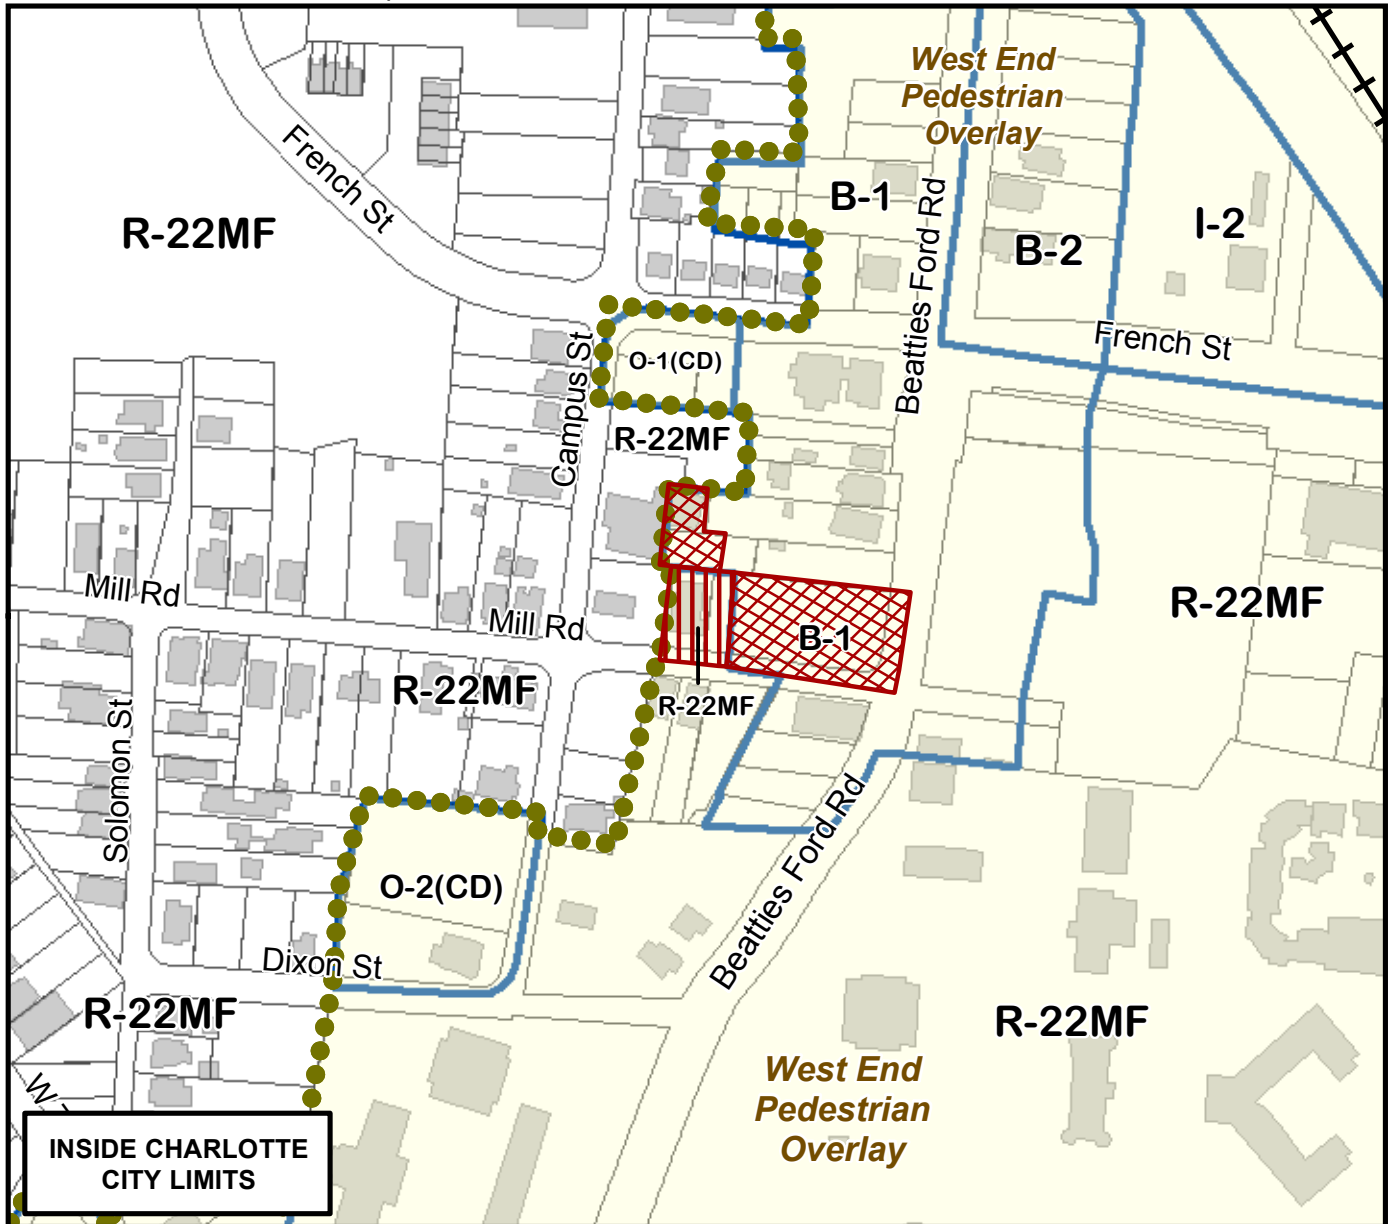 West End
Pedestrian
Overlay
French St
B-1
Beatties Ford Rd
I-2
R-22MF
B-2
French St
Campus St
O-1(CD)
R-22MF
Mill Rd
Mill Rd
R-22MF
B-1
R-22MF
R-22MF
Solomon St
Beatties Ford Rd
O-2(CD)
Dixon St
R-22MF
R-22MF
West End
Pedestrian
Overlay
INSIDE CHARLOTTE
CITY LIMITS